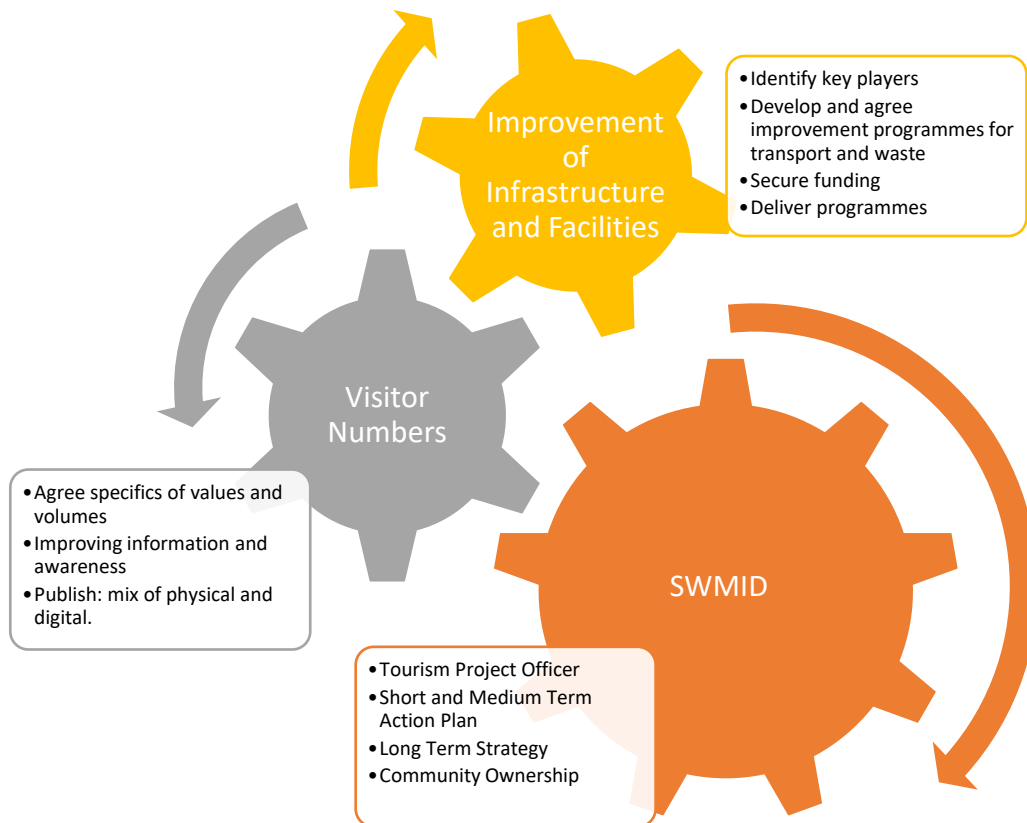 Improvement
of
Infrastructure
and Facilities
•Identify key players
•Develop and agree
improvement programmes for
transport and waste
•Secure funding
•Deliver programmes
Visitor
Numbers
•Agree specifics of values and
volumes
•Improving information and
awareness
•Publish: mix of physical and
digital.
SWMID
•Tourism Project Officer
•Short and Medium Term
Action Plan
•Long Term Strategy
•Community Ownership